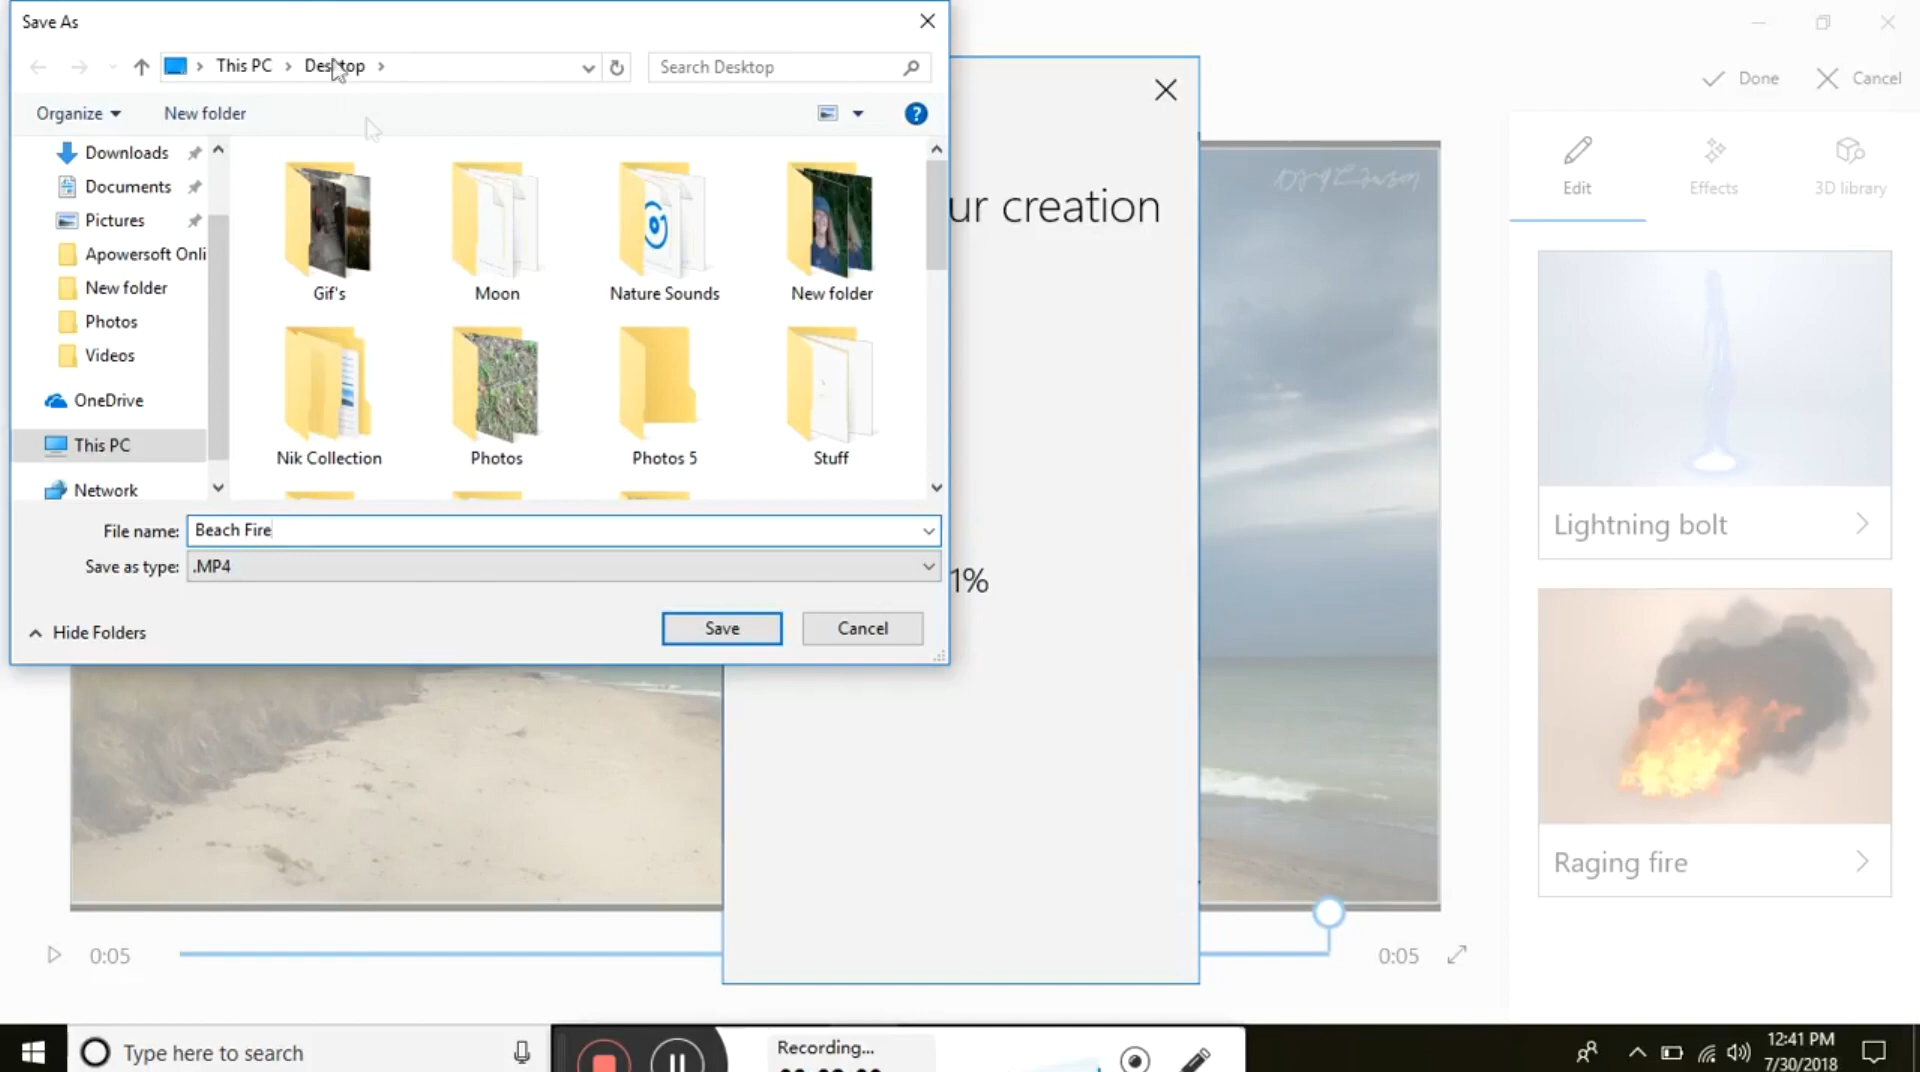 Save As
This PC
Desktop
Search Desktop
Organize
New folder
Downloads
Documents
Pictures
Apowersoft Onli
New folder
Photos
Videos
OneDrive
This PC
Network
Gif's
Moon
Nature Sounds
New folder
Nik Collection
Photos
Photos 5
Stuff
File name: Beach Fire
Save as type: .MP4
Hide Folders
Save
Cancel
ur creation
1%
Done
Cancel
Edit
Effects
3D library
Lightning bolt
Raging fire
0:05
0:05
Type here to search
Recording...
12:41 PM
7/30/2018